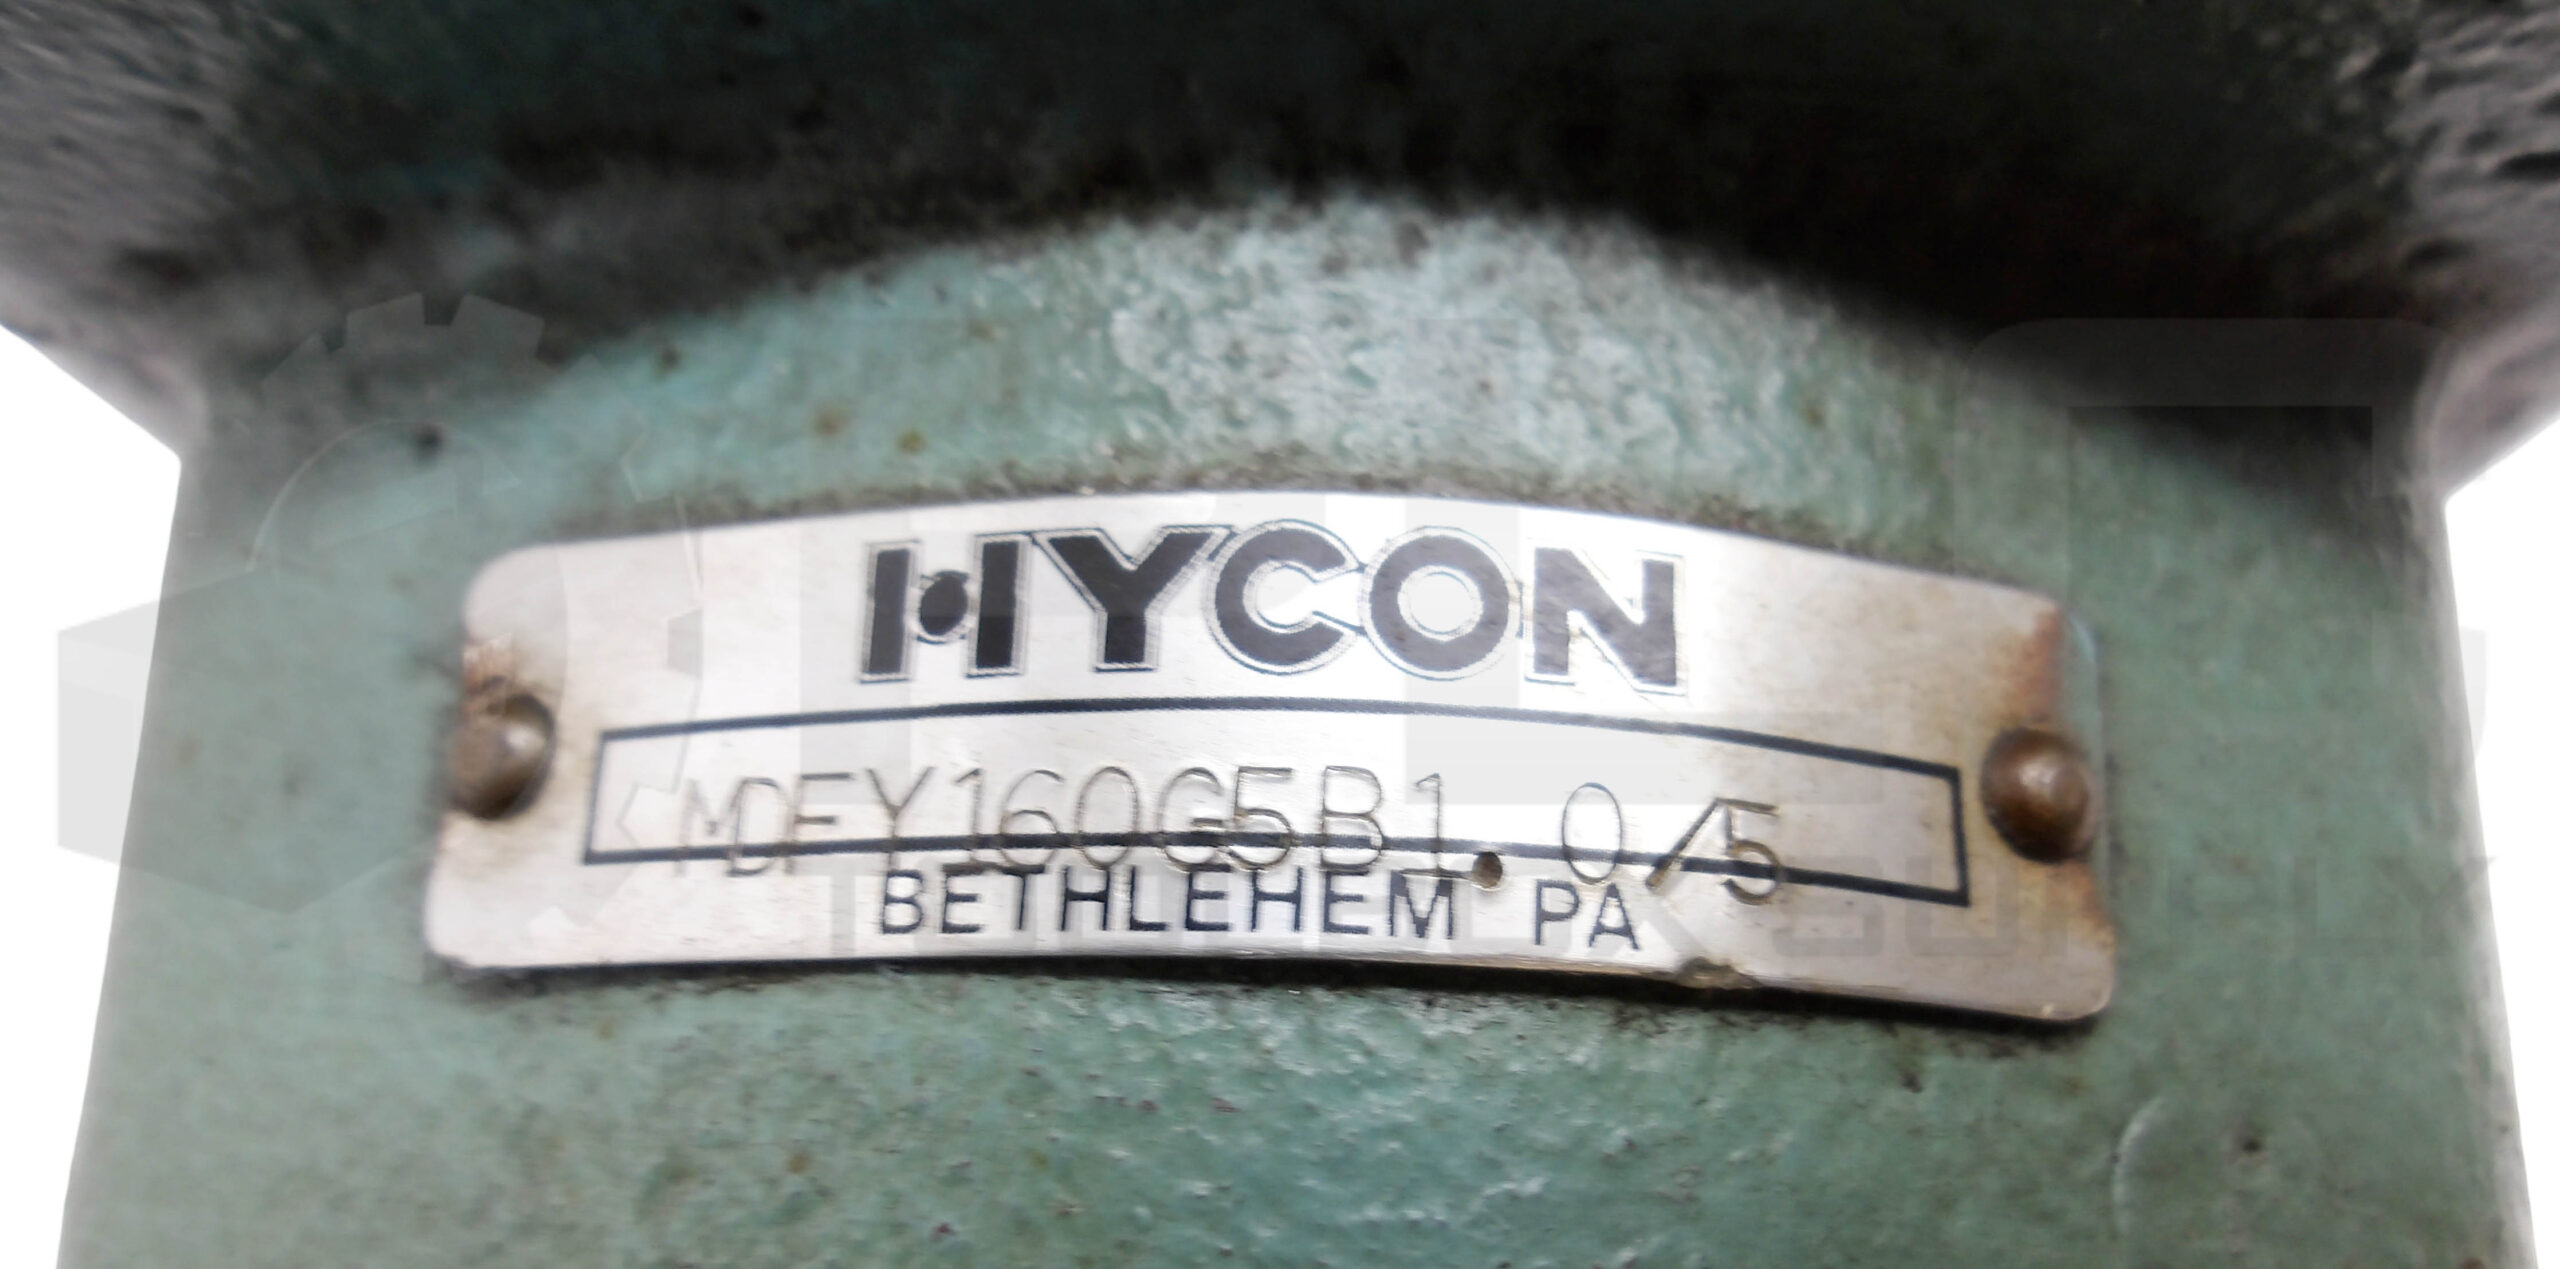 HYCON
MDFY160G5B1.0/5
BETHLEHEM PA